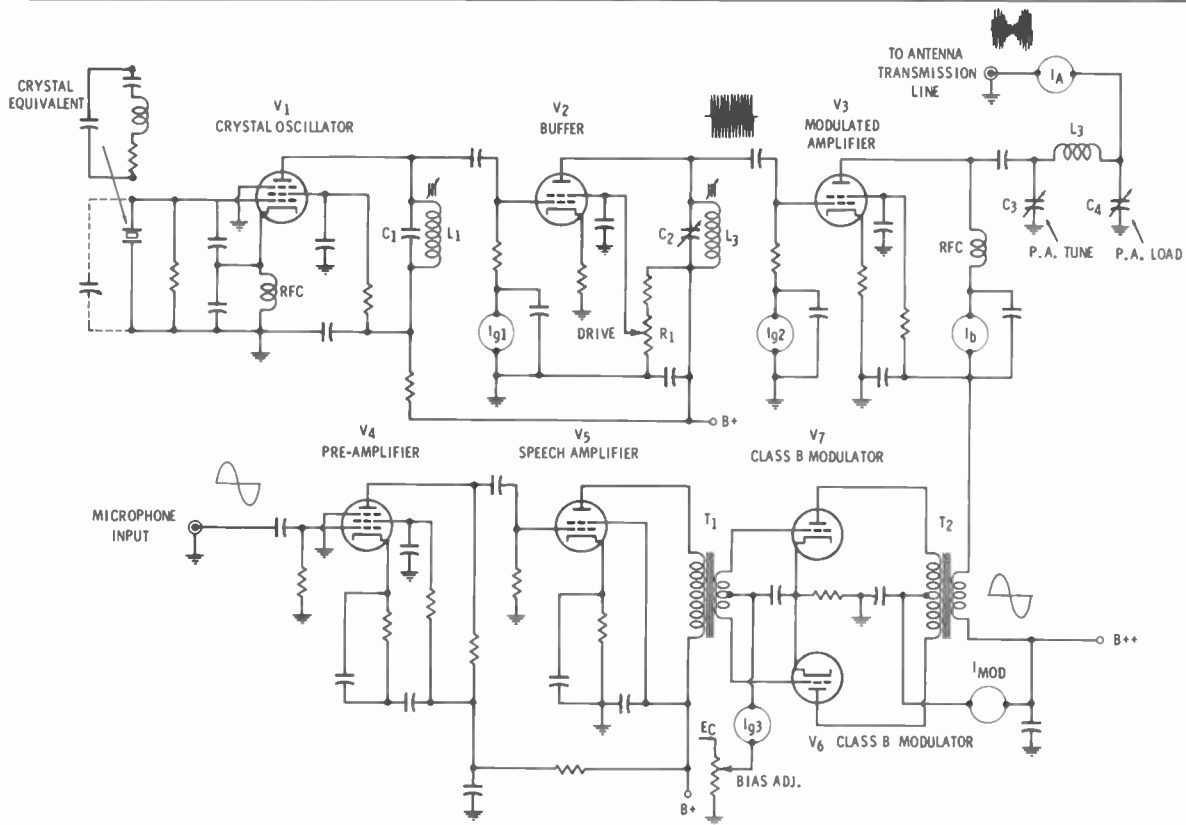 TO ANTENNA
TRANSMISSION
LINE
I_A
CRYSTAL
EQUIVALENT
V1
CRYSTAL OSCILLATOR
V2
BUFFER
V3
MODULATED
AMPLIFIER
L3
C1
L1
C2
L3
C3
C4
RFC
RFC
P.A. TUNE
P.A. LOAD
Ig1
DRIVE
R1
Ig2
Ib
B+
V4
PRE-AMPLIFIER
V5
SPEECH AMPLIFIER
V7
CLASS B MODULATOR
MICROPHONE
INPUT
T1
T2
B++
IMOD
EC
Ig3
V6 CLASS B MODULATOR
BIAS ADJ.
B+